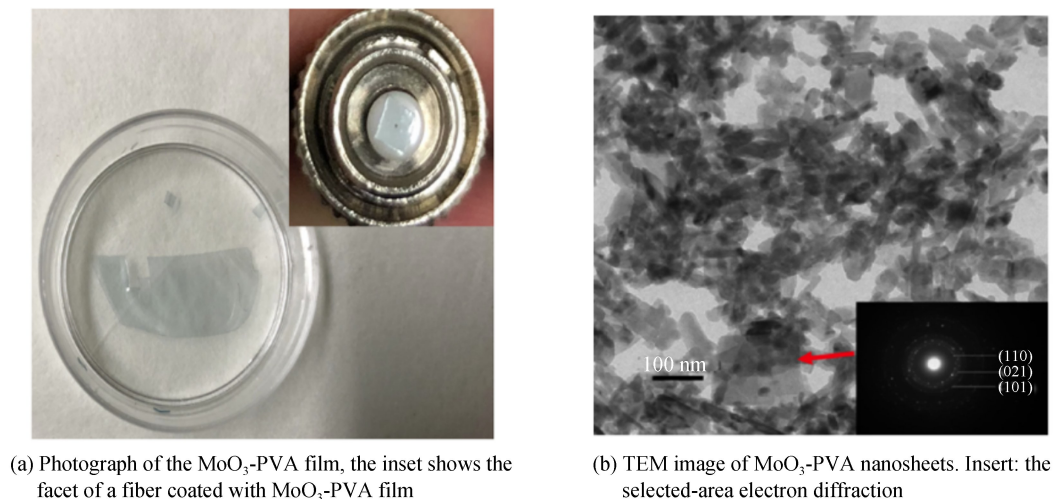 100 nm
(110)
(021)
(101)
(a) Photograph of the MoO₃-PVA film, the inset shows the
facet of a fiber coated with MoO₃-PVA film
(b) TEM image of MoO₃-PVA nanosheets. Insert: the
selected-area electron diffraction